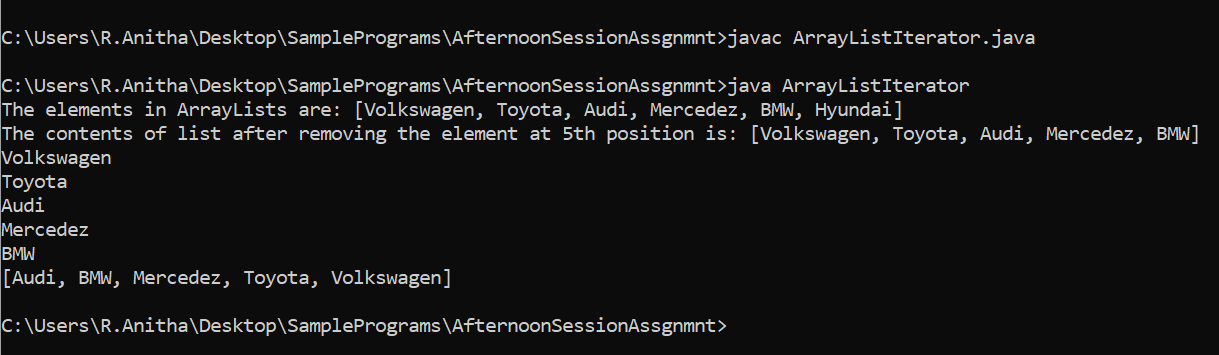 C:\Users\R.Anitha\Desktop\SamplePrograms\AfternoonSessionAssgnmnt>javac ArrayListIterator.java
C:\Users\R.Anitha\Desktop\SamplePrograms\AfternoonSessionAssgnmnt>java ArrayListIterator
The elements in ArrayLists are: [Volkswagen, Toyota, Audi, Mercedez, BMW, Hyundai]
The contents of list after removing the element at 5th position is: [Volkswagen, Toyota, Audi, Mercedez, BMW]
Volkswagen
Toyota
Audi
Mercedez
BMW
[Audi, BMW, Mercedez, Toyota, Volkswagen]
C:\Users\R.Anitha\Desktop\SamplePrograms\AfternoonSessionAssgnmnt>